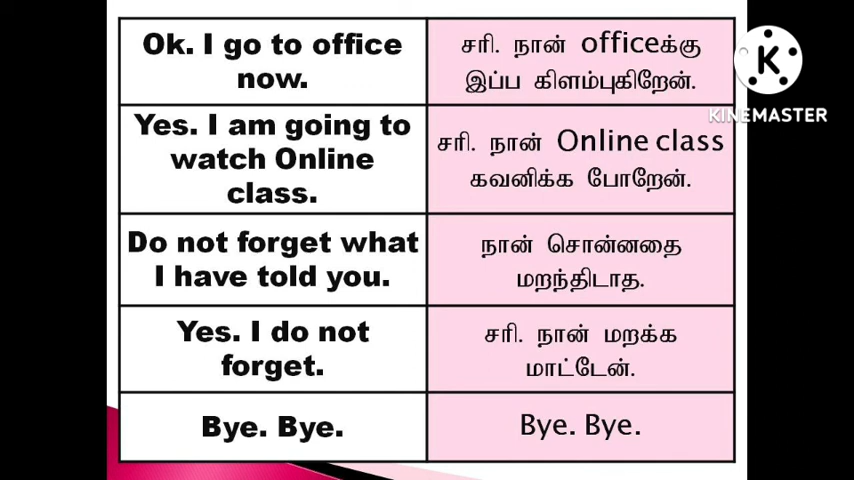 Ok. I go to office
now.
சரி. நான் officeக்கு
இப்ப கிளம்புகிறேன்.
Yes. I am going to
watch Online
class.
சரி. நான் Online class
கவனிக்க போறேன்.
Do not forget what
I have told you.
நான் சொன்னதை
மறந்திடாத.
Yes. I do not
forget.
சரி. நான் மறக்க
மாட்டேன்.
Bye. Bye.
Bye. Bye.
K
KINEMASTER